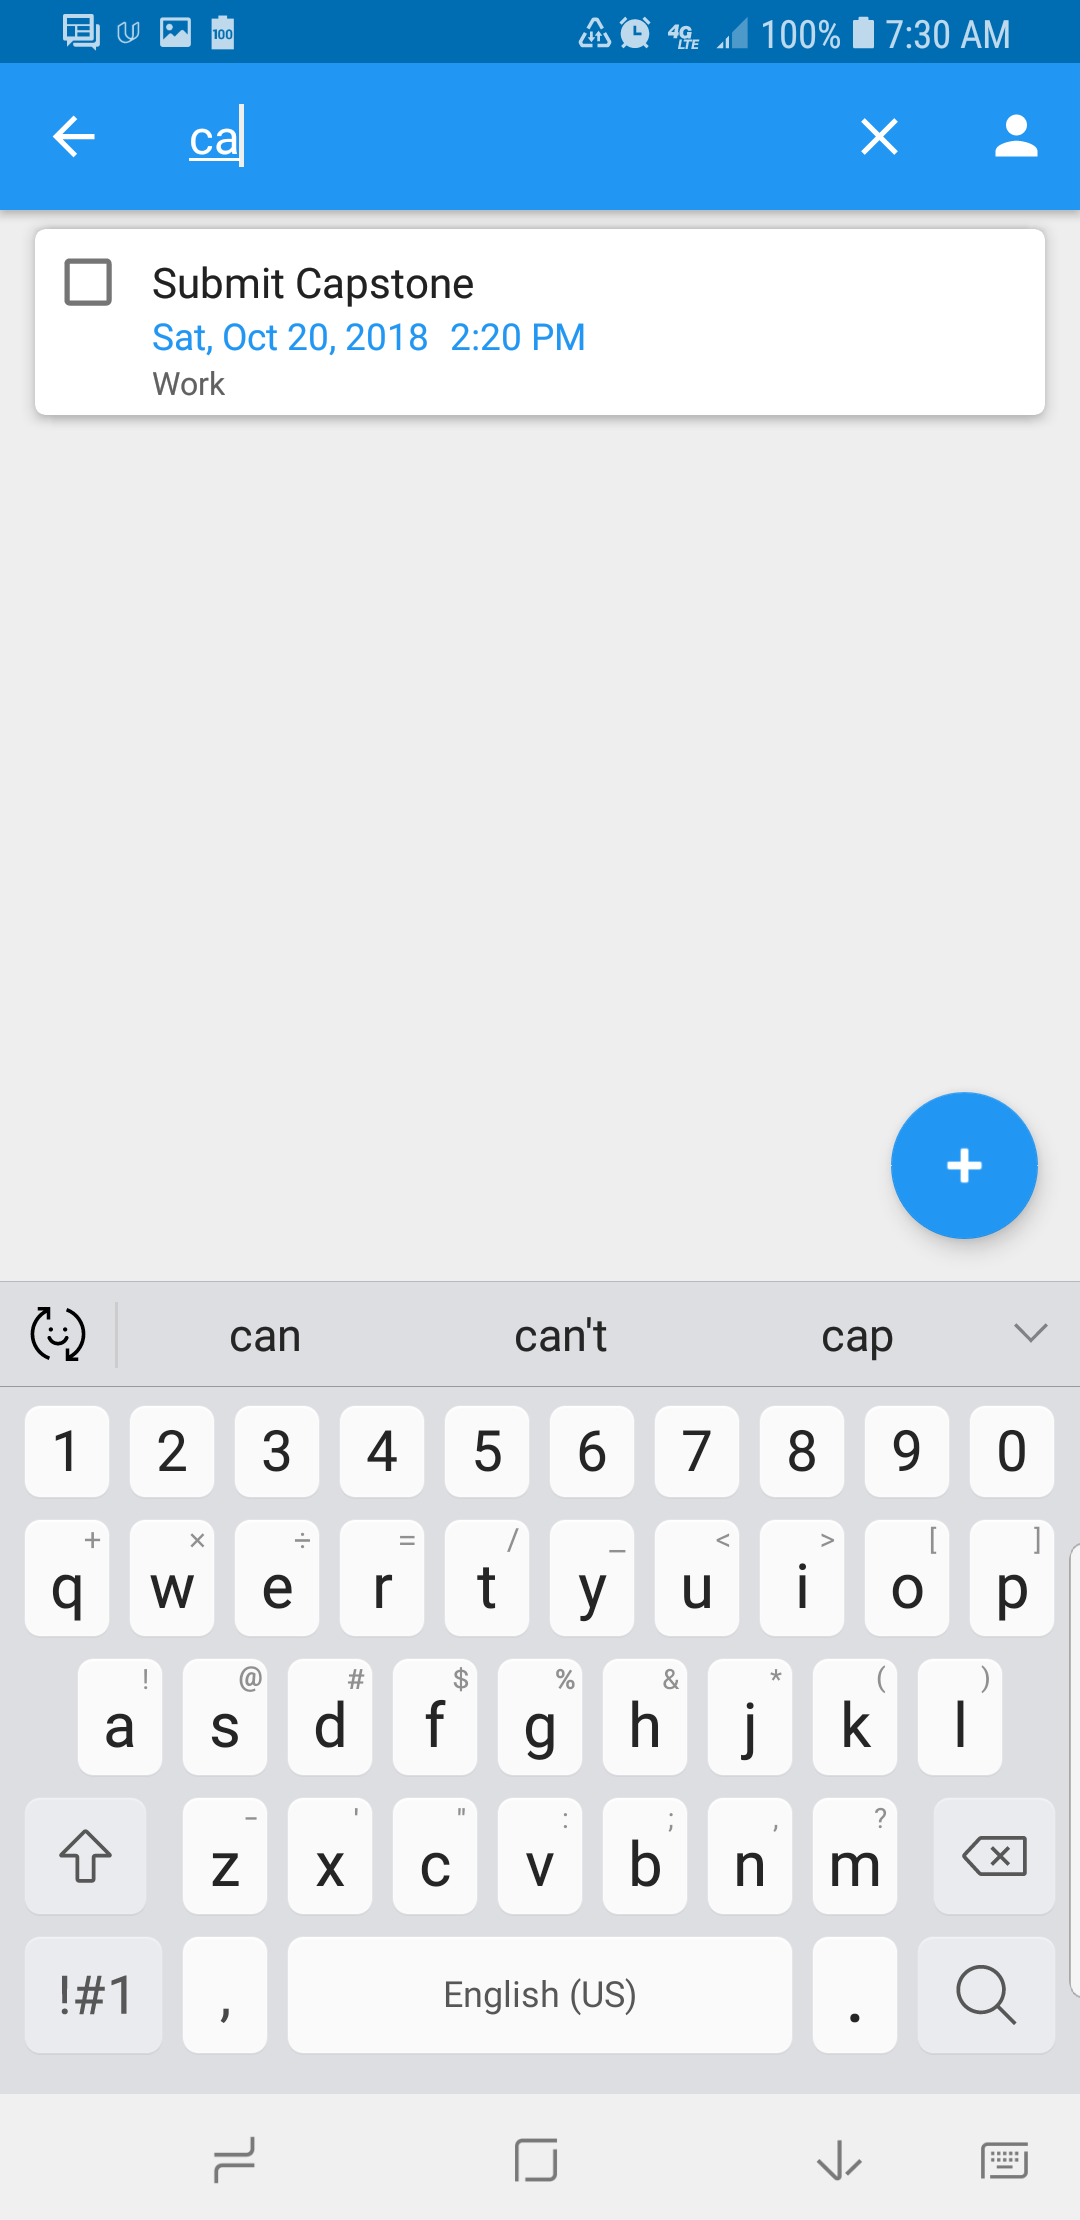 100 4G LTE 100% 7:30 AM
ca
Submit Capstone
Sat, Oct 20, 2018 2:20 PM
Work
+
can can't cap
1 2 3 4 5 6 7 8 9 0
+ × ÷ = / _ < > [ ]
q w e r t y u i o p
! @ # $ % & * ( )
a s d f g h j k l
- ' " : ; , ?
z x c v b n m
!#1 , English (US) .